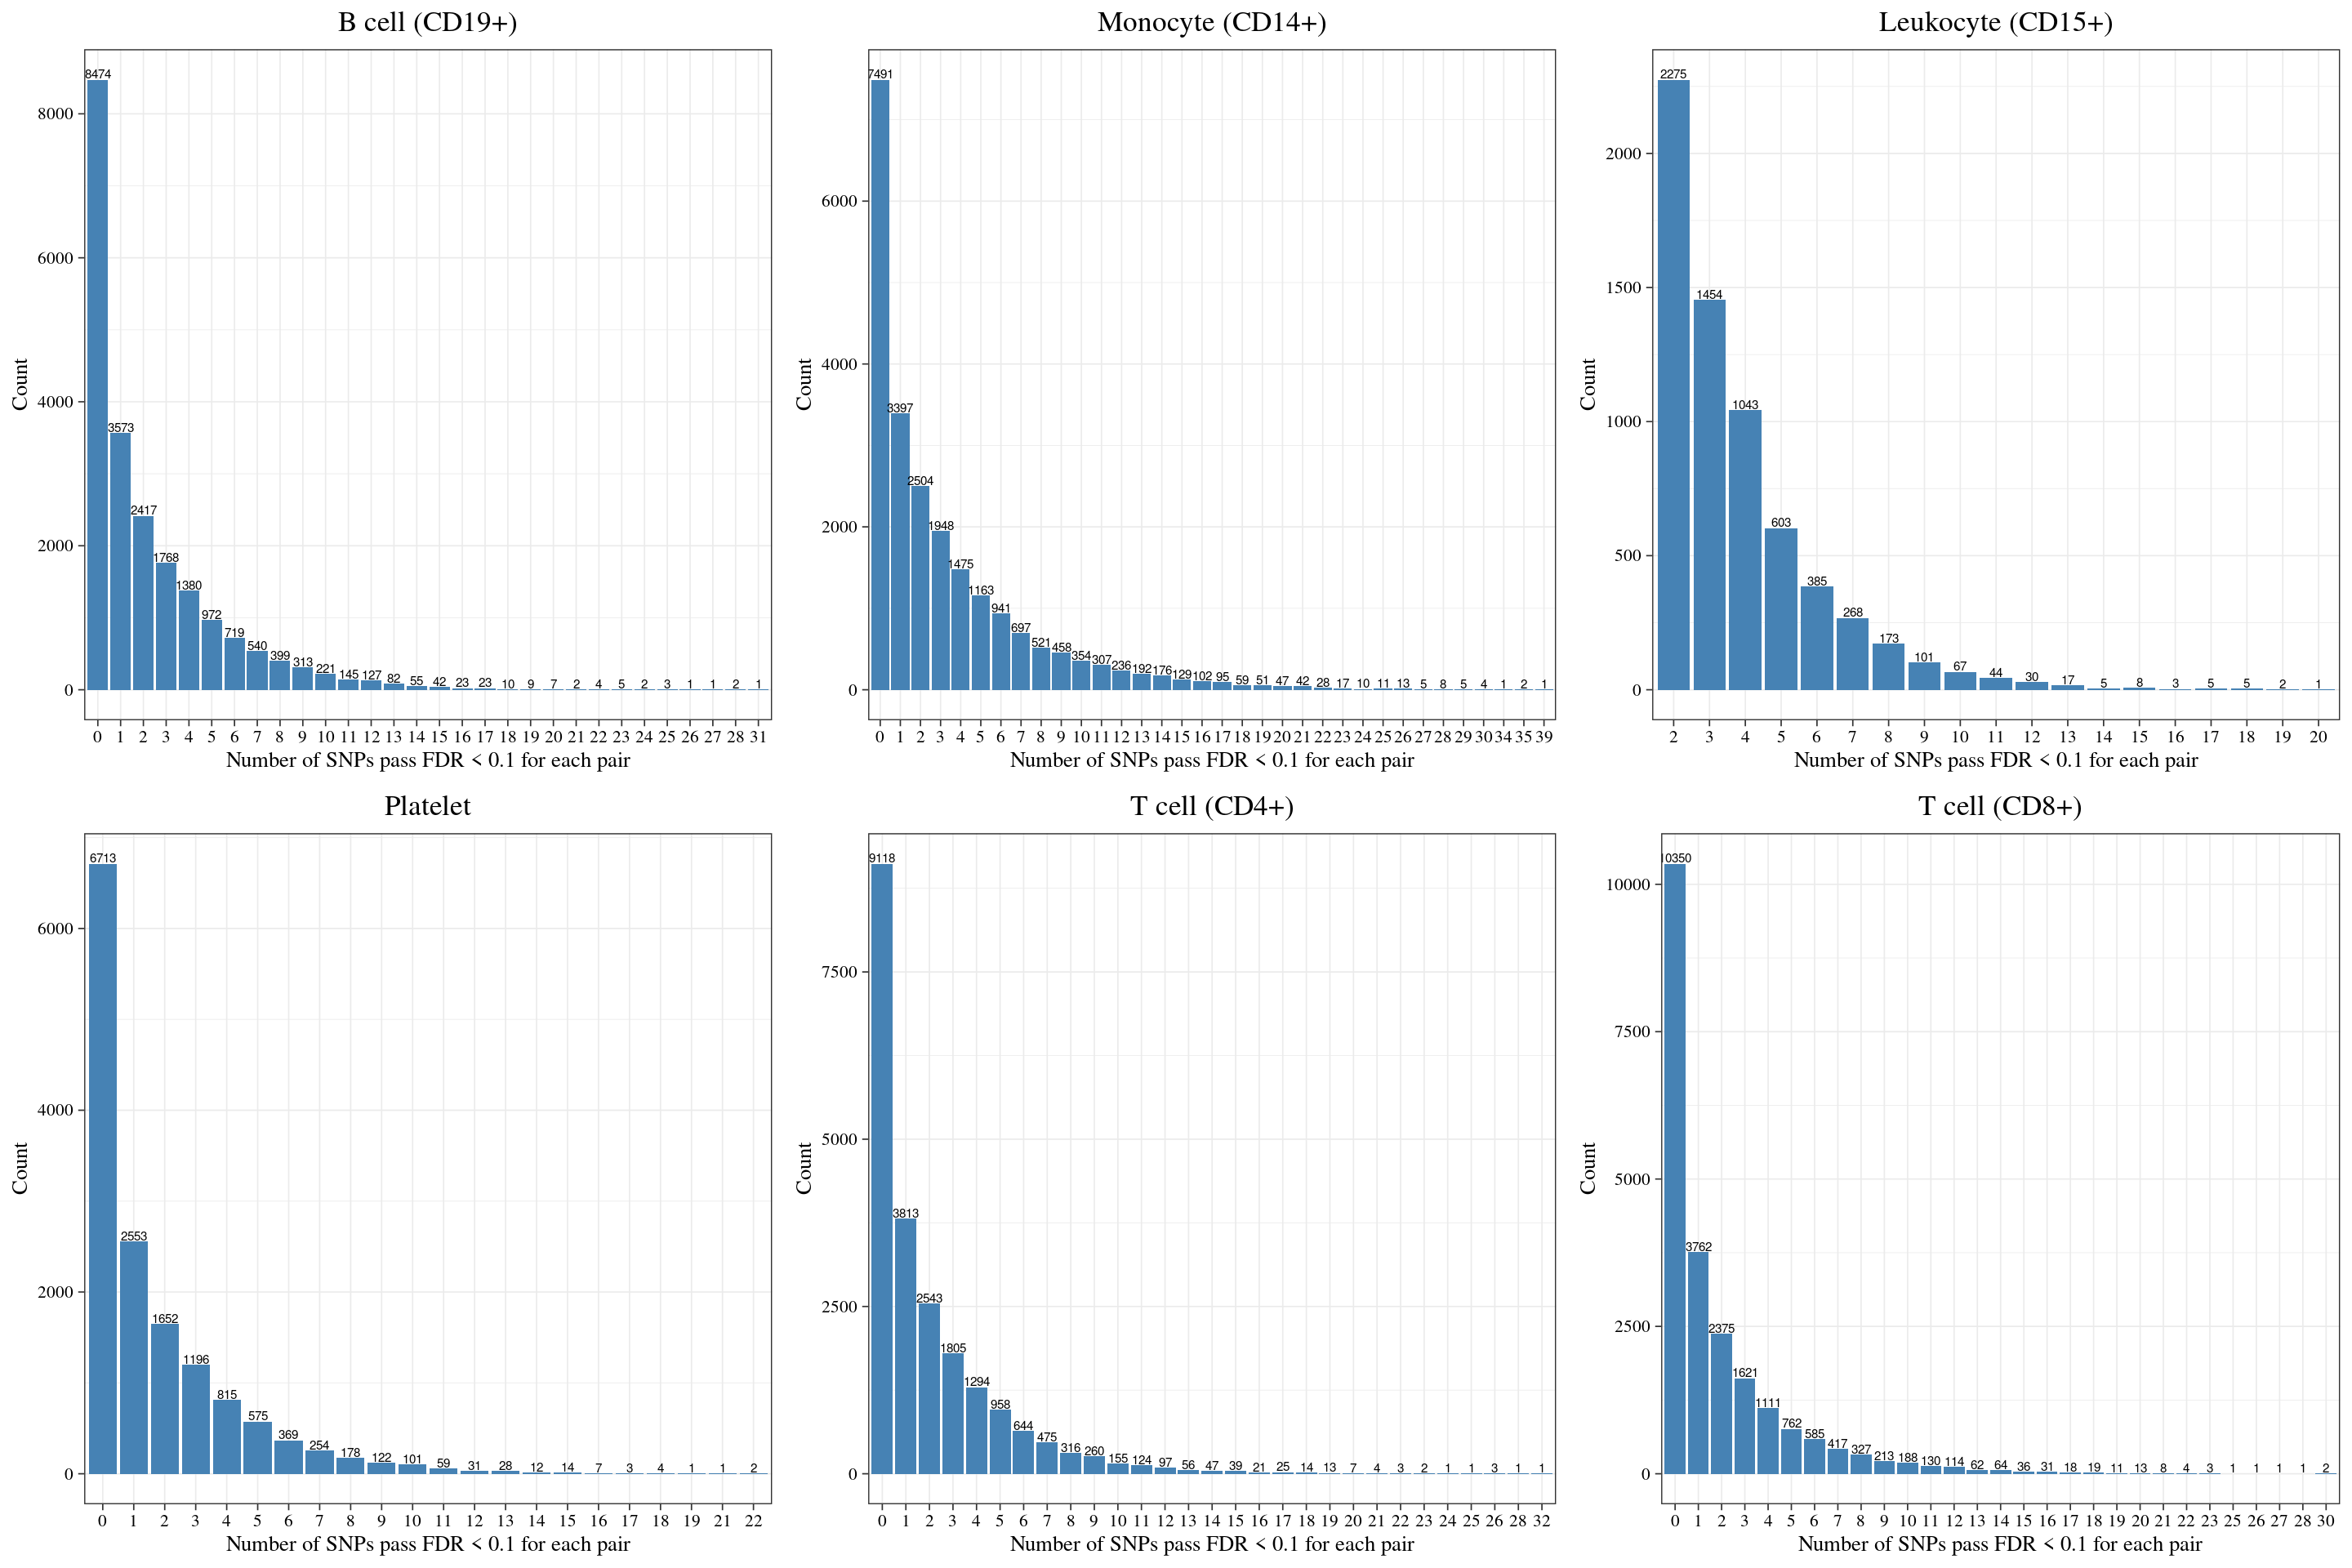 B cell (CD19+)
8474 3573 2417 1768 1380 972 719 540 399 313 221 145 127 82 55 42 23 23 10 9 7 2 4 5 2 3 1 1 2 1
8000
6000
4000
2000
0
Count
0 1 2 3 4 5 6 7 8 9 10 11 12 13 14 15 16 17 18 19 20 21 22 23 24 25 26 27 28 31
Number of SNPs pass FDR < 0.1 for each pair
Monocyte (CD14+)
7491 3397 2504 1948 1475 1163 941 697 521 458 354 307 236 192 176 129 102 95 59 51 47 42 28 17 10 11 13 5 8 5 4 1 2 1
6000
4000
2000
0
Count
0 1 2 3 4 5 6 7 8 9 10 11 12 13 14 15 16 17 18 19 20 21 22 23 24 25 26 27 28 29 30 34 35 39
Number of SNPs pass FDR < 0.1 for each pair
Leukocyte (CD15+)
2275 1454 1043 603 385 268 173 101 67 44 30 17 5 8 3 5 5 2 1
2000
1500
1000
500
0
Count
2 3 4 5 6 7 8 9 10 11 12 13 14 15 16 17 18 19 20
Number of SNPs pass FDR < 0.1 for each pair
Platelet
6713 2553 1652 1196 815 575 369 254 178 122 101 59 31 28 12 14 7 3 4 1 1 2
6000
4000
2000
0
Count
0 1 2 3 4 5 6 7 8 9 10 11 12 13 14 15 16 17 18 19 21 22
Number of SNPs pass FDR < 0.1 for each pair
T cell (CD4+)
9118 3813 2543 1805 1294 958 644 475 316 260 155 124 97 56 47 39 21 25 14 13 7 4 3 2 1 1 3 1 1
7500
5000
2500
0
Count
0 1 2 3 4 5 6 7 8 9 10 11 12 13 14 15 16 17 18 19 20 21 22 23 24 25 26 28 32
Number of SNPs pass FDR < 0.1 for each pair
T cell (CD8+)
10350 3762 2375 1621 1111 762 585 417 327 213 188 130 114 62 64 36 31 18 19 11 13 8 4 3 1 1 1 1 2
10000
7500
5000
2500
0
Count
0 1 2 3 4 5 6 7 8 9 10 11 12 13 14 15 16 17 18 19 20 21 22 23 25 26 27 28 30
Number of SNPs pass FDR < 0.1 for each pair